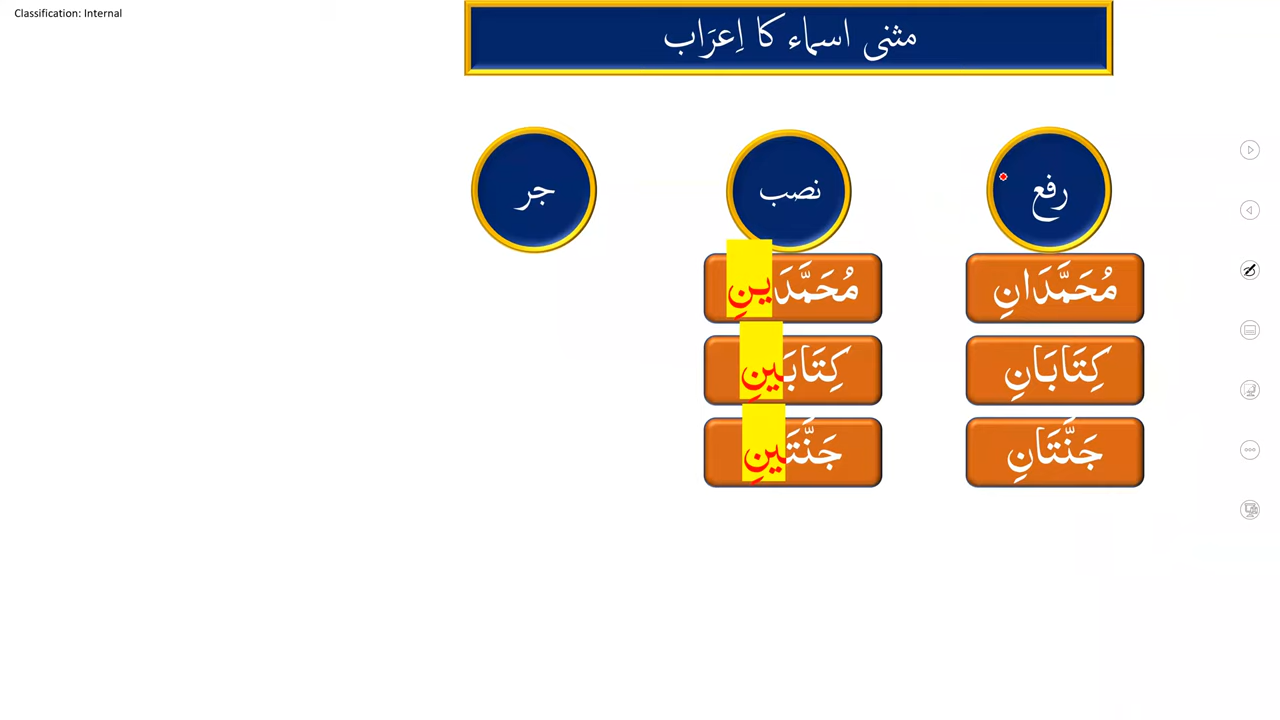 Classification: Internal
مثنی اسماء کا اِعرَاب
رفع نصب جر
مُحَمَّدَانِ مُحَمَّدَينِ
كِتَابَانِ كِتَابَينِ
جَنَّتَانِ جَنَّتَينِ